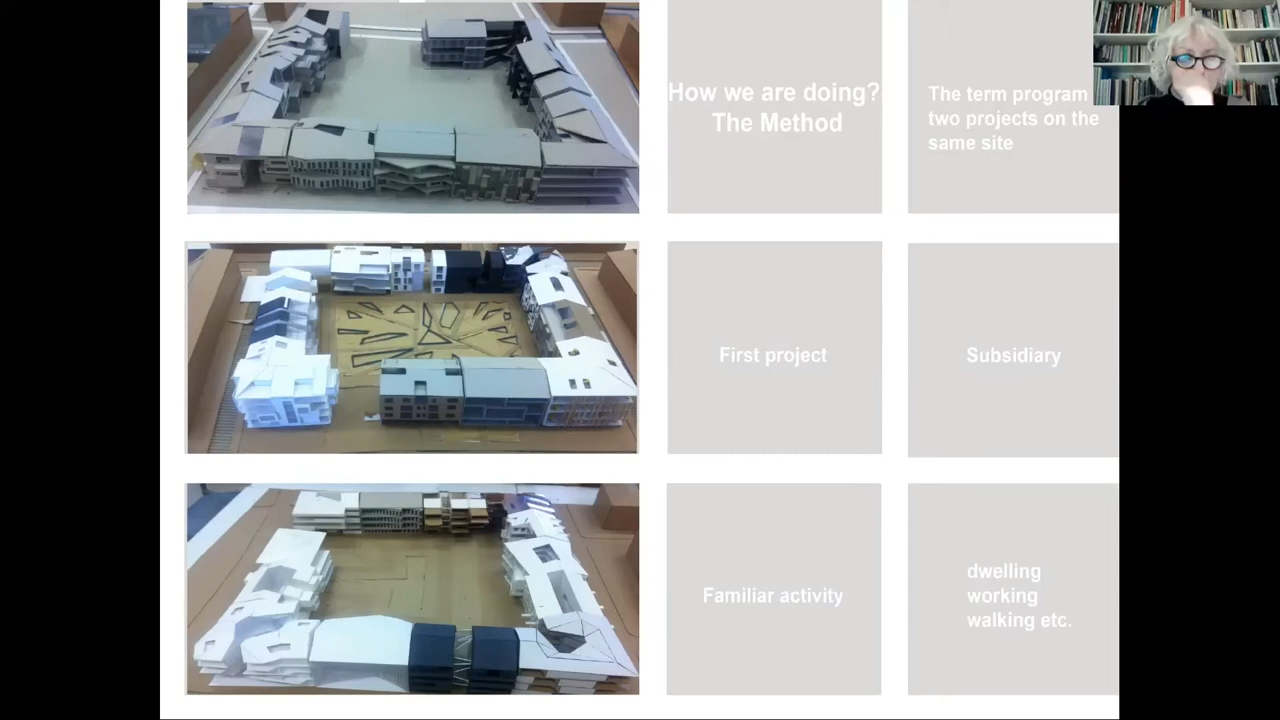 How we are doing?
The Method
The term program
two projects on the
same site
First project
Subsidiary
Familiar activity
dwelling
working
walking etc.